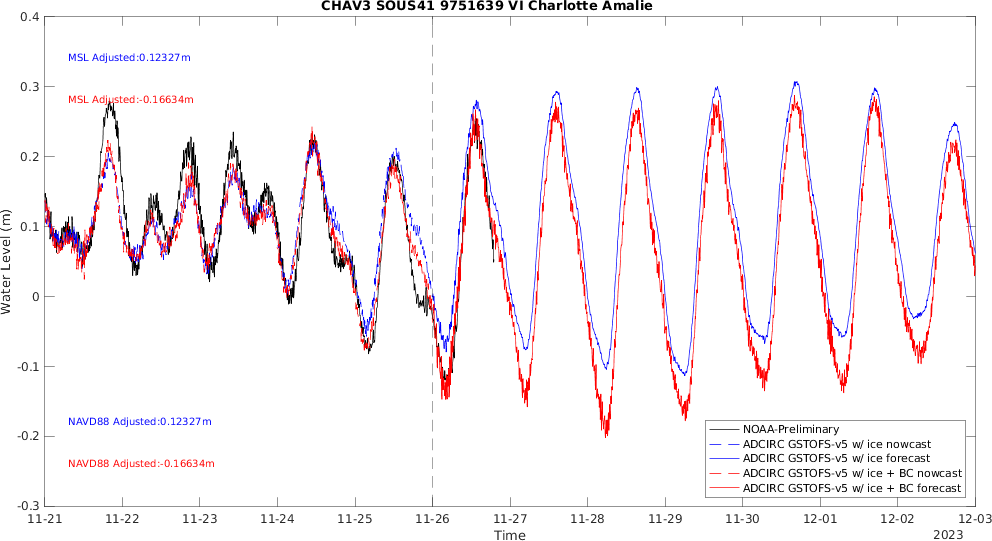 CHAV3 SOUS41 9751639 VI Charlotte Amalie
0.4
0.3
0.2
0.1
0
-0.1
-0.2
-0.3
Water Level (m)
MSL Adjusted:0.12327m
MSL Adjusted:-0.16634m
NAVD88 Adjusted:0.12327m
NAVD88 Adjusted:-0.16634m
NOAA-Preliminary
ADCIRC GSTOFS-v5 w/ ice nowcast
ADCIRC GSTOFS-v5 w/ ice forecast
ADCIRC GSTOFS-v5 w/ ice + BC nowcast
ADCIRC GSTOFS-v5 w/ ice + BC forecast
11-21 11-22 11-23 11-24 11-25 11-26 11-27 11-28 11-29 11-30 12-01 12-02 12-03
Time
2023